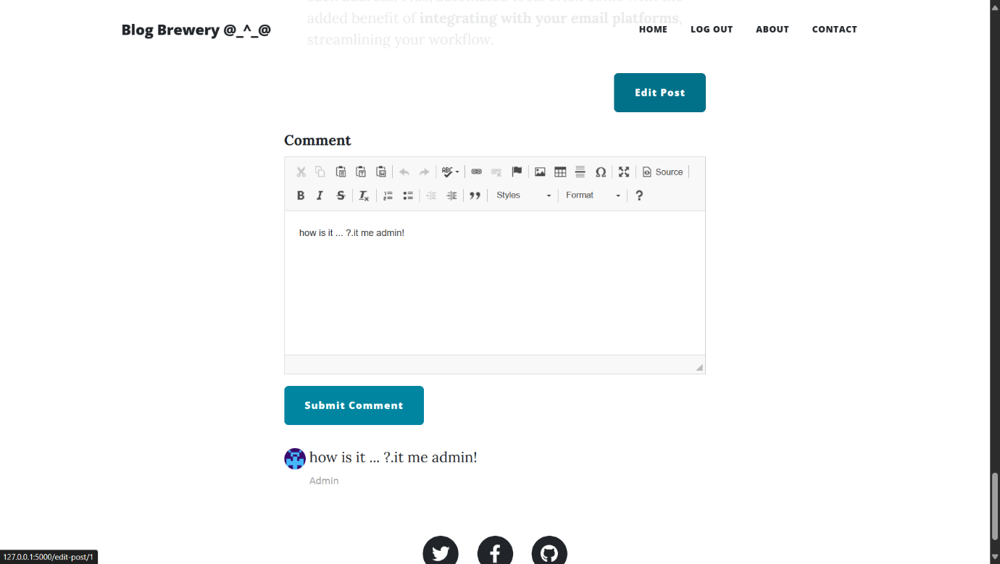 added benefit of integrating with your email platforms,
Blog Brewery @_^_@
HOME LOG OUT ABOUT CONTACT
streamlining your workflow.
Edit Post
Comment
ABC Source
B I S Styles Format ?
how is it ... ?.it me admin!
Submit Comment
how is it ... ?.it me admin!
Admin
127.0.0.1:5000/edit-post/1